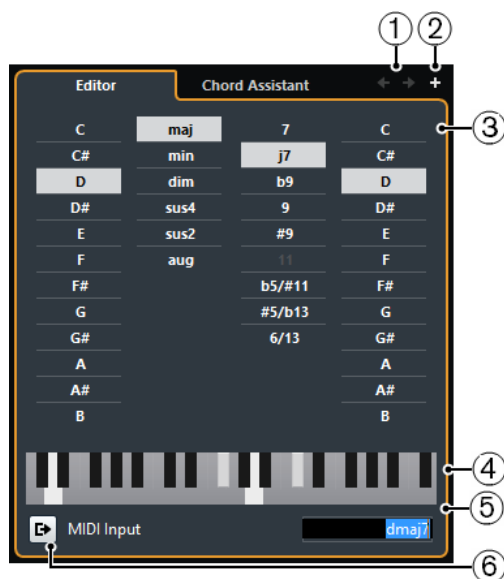 ① ②
Editor Chord Assistant
③
C maj 7 C
C# min j7 C#
D dim b9 D
D# sus4 9 D#
E sus2 #9 E
F aug 11 F
F# b5/#11 F#
G #5/b13 G
G# 6/13 G#
A A
A# A#
B B
④
⑤
MIDI Input dmaj7
⑥